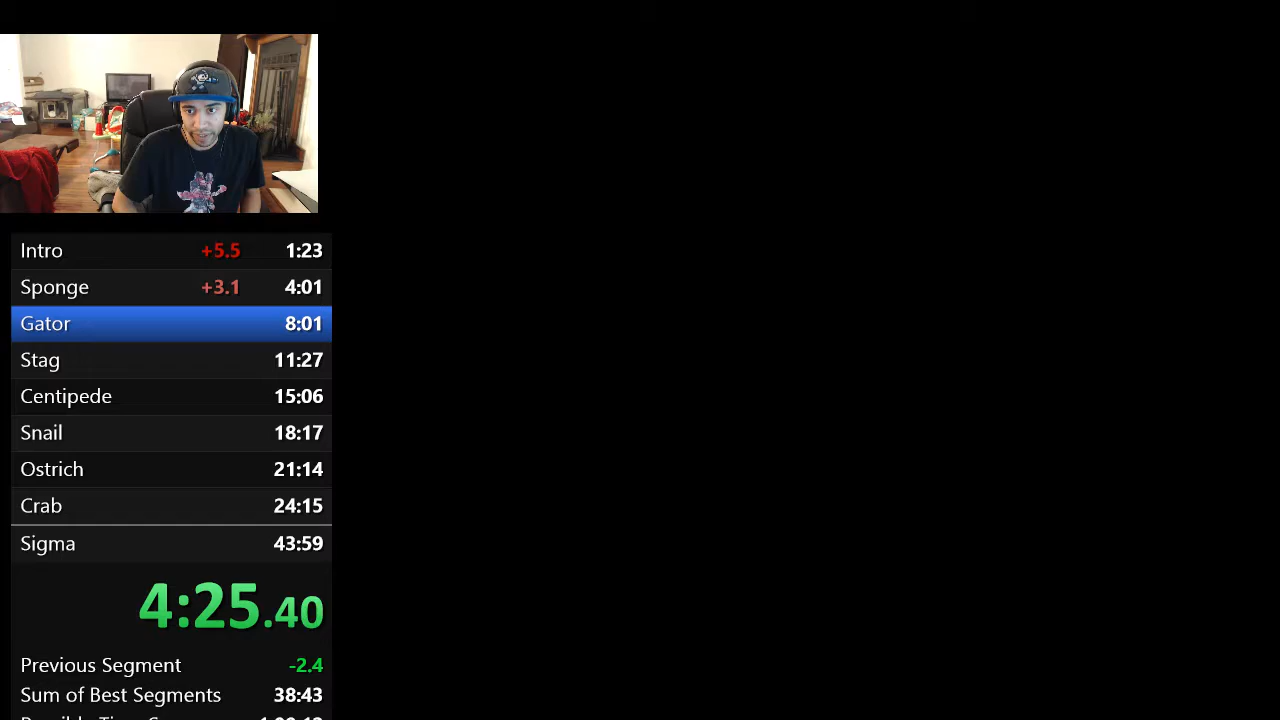 Intro +5.5 1:23
Sponge +3.1 4:01
Gator 8:01
Stag 11:27
Centipede 15:06
Snail 18:17
Ostrich 21:14
Crab 24:15
Sigma 43:59
4:25.40
Previous Segment -2.4
Sum of Best Segments 38:43